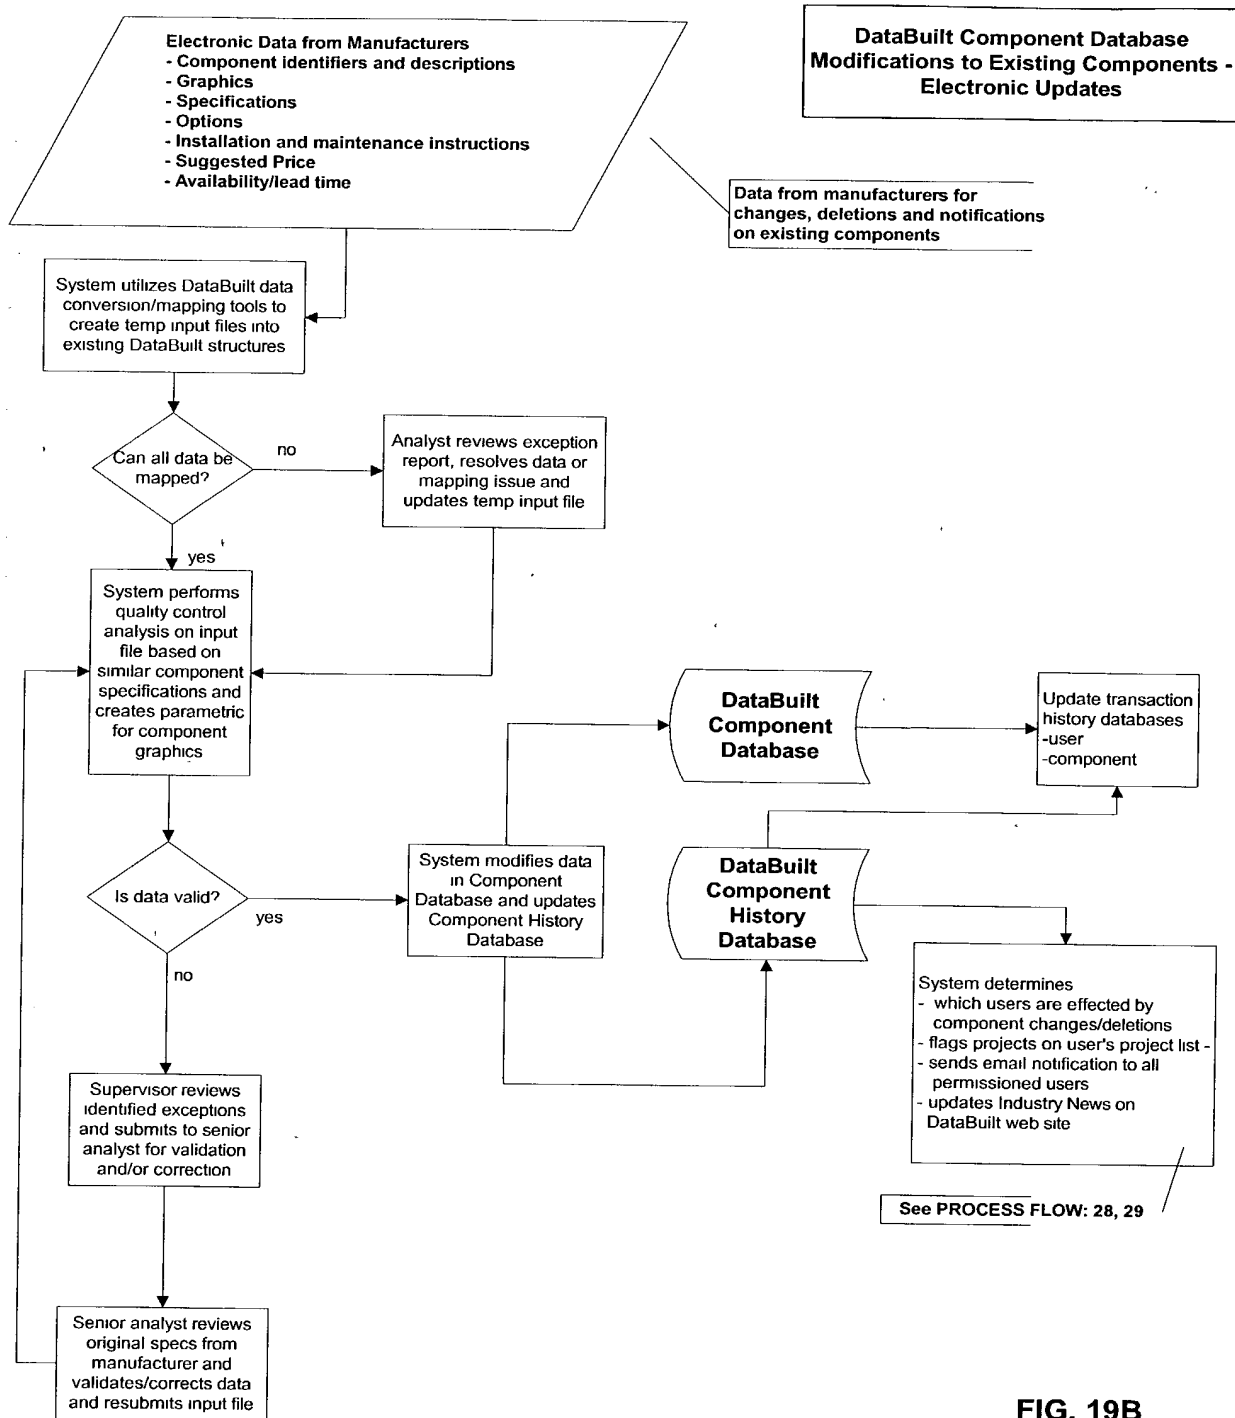 Electronic Data from Manufacturers
- Component identifiers and descriptions
- Graphics
- Specifications
- Options
- Installation and maintenance instructions
- Suggested Price
- Availability/lead time
DataBuilt Component Database
Modifications to Existing Components -
Electronic Updates
Data from manufacturers for
changes, deletions and notifications
on existing components
System utilizes DataBuilt data
conversion/mapping tools to
create temp input files into
existing DataBuilt structures
Can all data be
mapped?
no
Analyst reviews exception
report, resolves data or
mapping issue and
updates temp input file
yes
System performs
quality control
analysis on input
file based on
similar component
specifications and
creates parametric
for component
graphics
DataBuilt
Component
Database
Update transaction
history databases
-user
-component
Is data valid?
yes
System modifies data
in Component
Database and updates
Component History
Database
DataBuilt
Component
History
Database
no
System determines
- which users are effected by
component changes/deletions
- flags projects on user's project list -
- sends email notification to all
permissioned users
- updates Industry News on
DataBuilt web site
Supervisor reviews
identified exceptions
and submits to senior
analyst for validation
and/or correction
See PROCESS FLOW: 28, 29
Senior analyst reviews
original specs from
manufacturer and
validates/corrects data
and resubmits input file
FIG. 19B